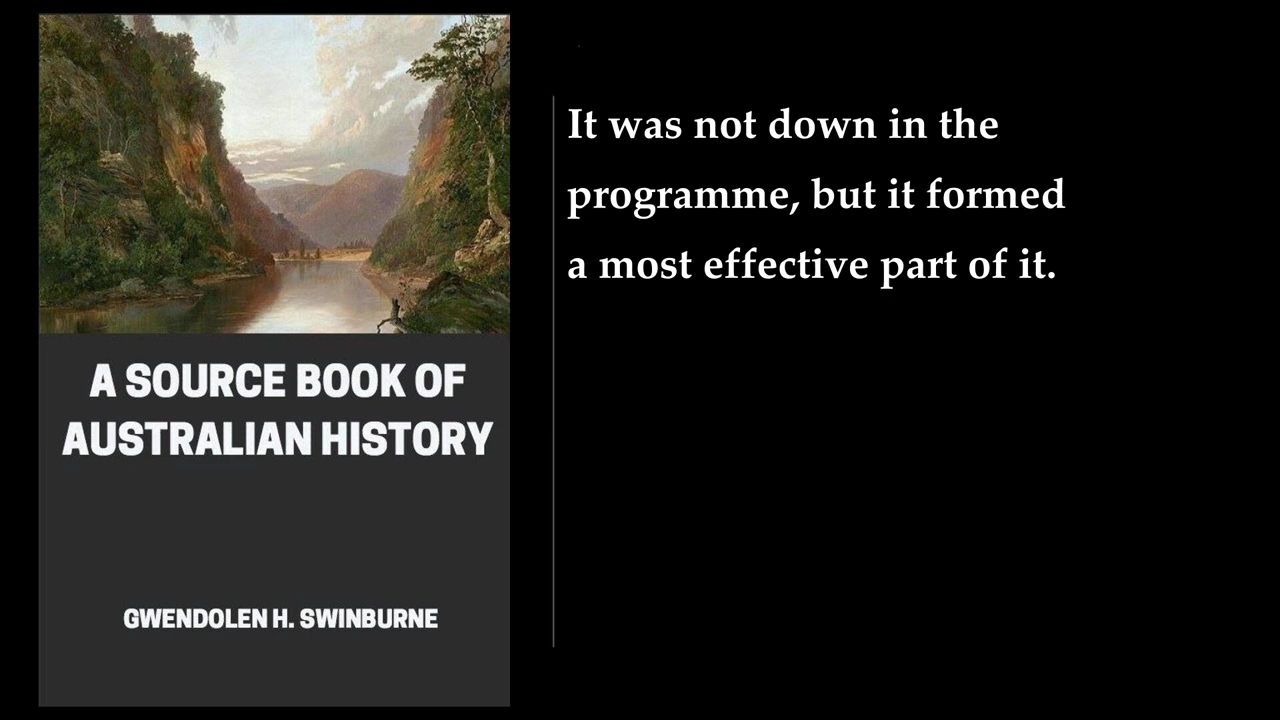 A SOURCE BOOK OF
AUSTRALIAN HISTORY
GWENDOLEN H. SWINBURNE
It was not down in the
programme, but it formed
a most effective part of it.